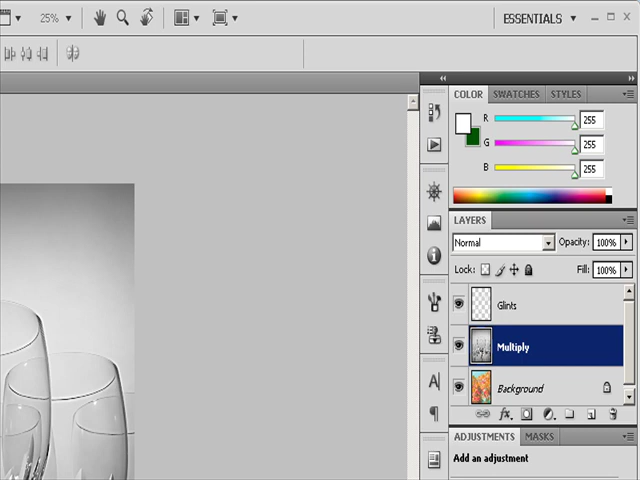 25% ▾
ESSENTIALS ▾
COLOR SWATCHES STYLES
R 255
G 255
B 255
LAYERS
Normal Opacity: 100%
Lock: Fill: 100%
Glints
Multiply
Background
ADJUSTMENTS MASKS
Add an adjustment